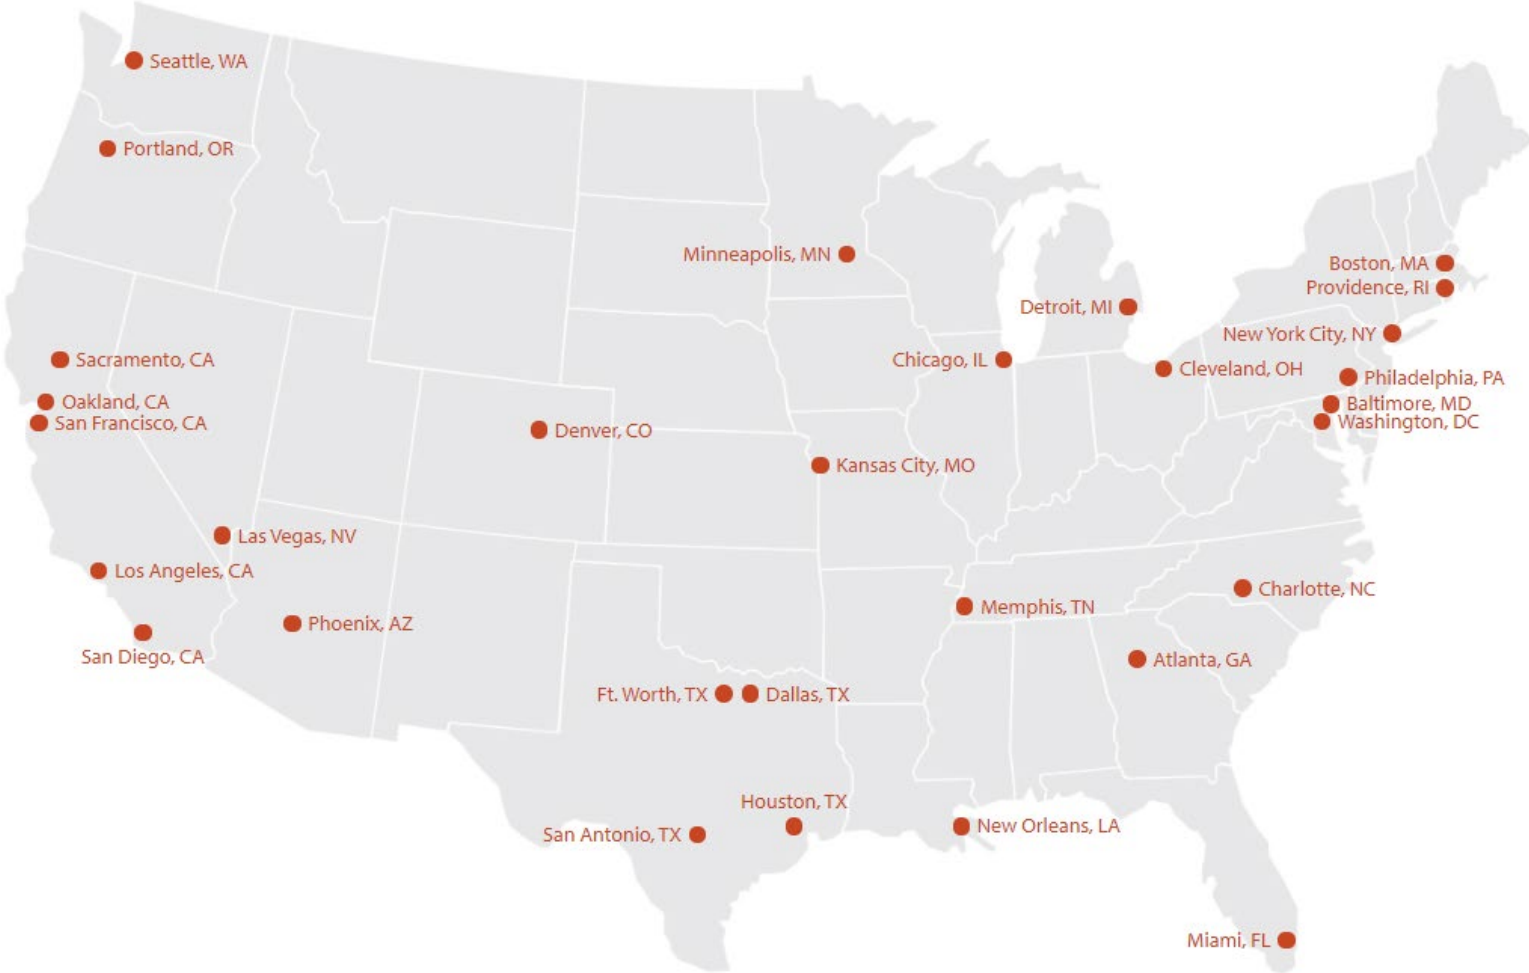 Seattle, WA
Portland, OR
Minneapolis, MN
Boston, MA
Providence, RI
Detroit, MI
New York City, NY
Sacramento, CA
Chicago, IL
Cleveland, OH
Philadelphia, PA
Oakland, CA
Baltimore, MD
San Francisco, CA
Washington, DC
Denver, CO
Kansas City, MO
Las Vegas, NV
Los Angeles, CA
Charlotte, NC
Memphis, TN
Phoenix, AZ
San Diego, CA
Atlanta, GA
Ft. Worth, TX
Dallas, TX
Houston, TX
San Antonio, TX
New Orleans, LA
Miami, FL